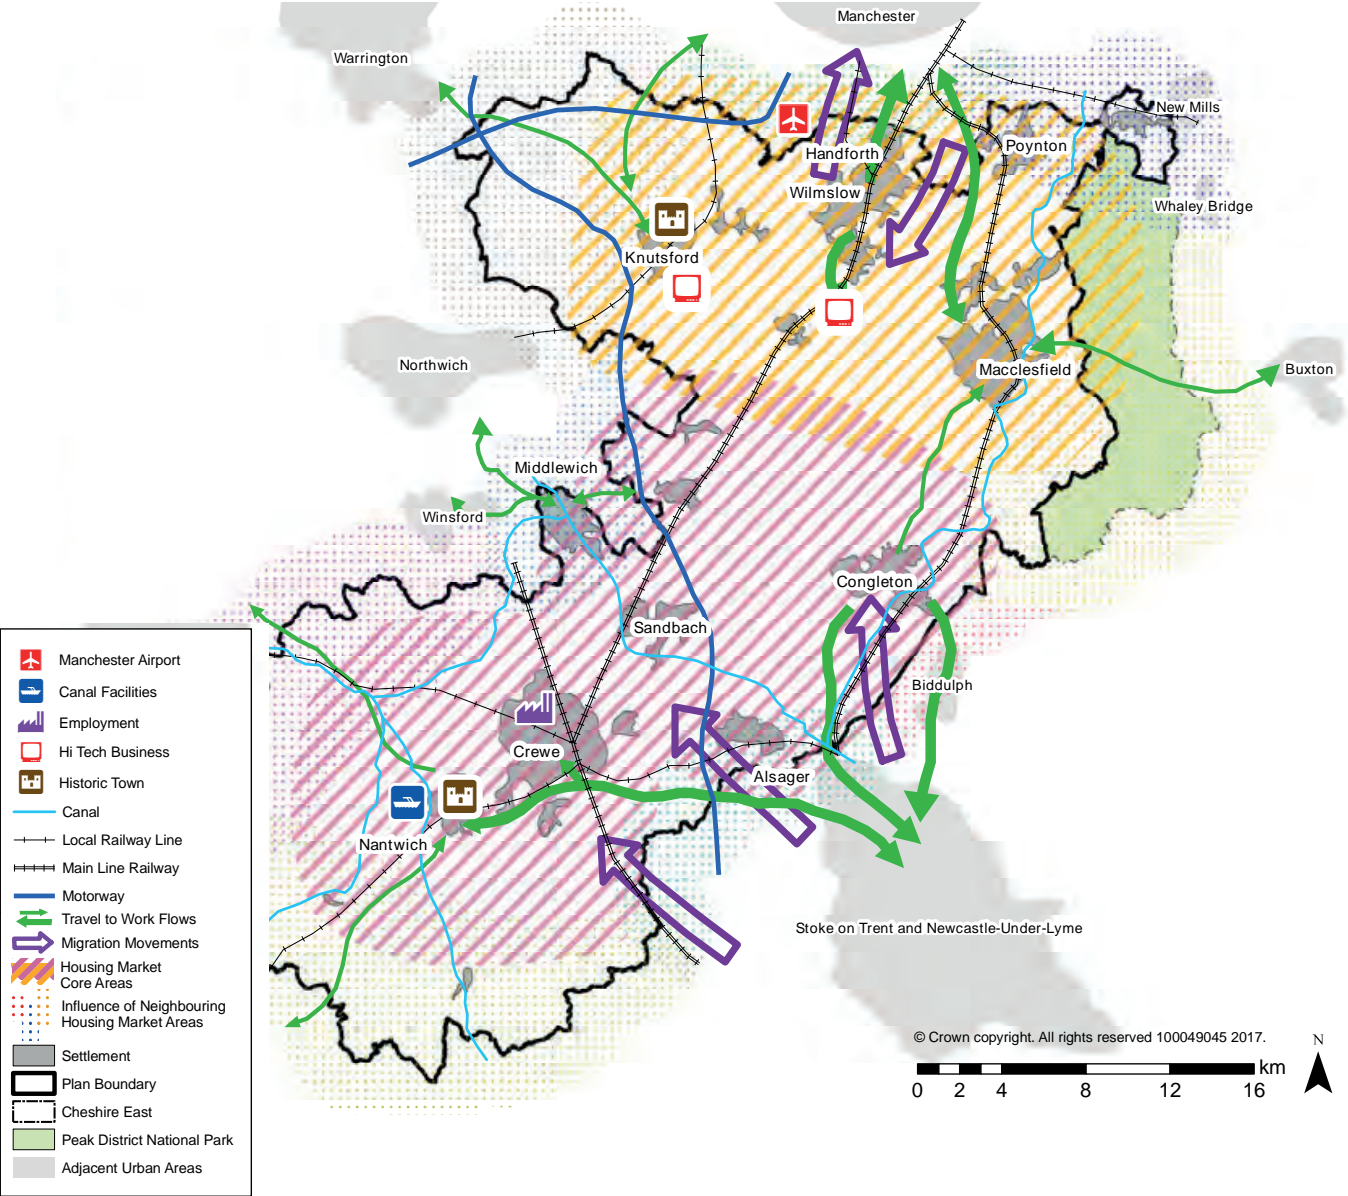 Manchester
Warrington
New Mills
Handforth
Poynton
Wilmslow
Whaley Bridge
Knutsford
Northwich
Macclesfield
Buxton
Middlewich
Winsford
Congleton
Sandbach
Biddulph
Crewe
Alsager
Nantwich
Stoke on Trent and Newcastle-Under-Lyme
Manchester Airport
Canal Facilities
Employment
Hi Tech Business
Historic Town
Canal
Local Railway Line
Main Line Railway
Motorway
Travel to Work Flows
Migration Movements
Housing Market
Core Areas
Influence of Neighbouring
Housing Market Areas
Settlement
Plan Boundary
Cheshire East
Peak District National Park
Adjacent Urban Areas
© Crown copyright. All rights reserved 100049045 2017.
N
km
0 2 4 8 12 16